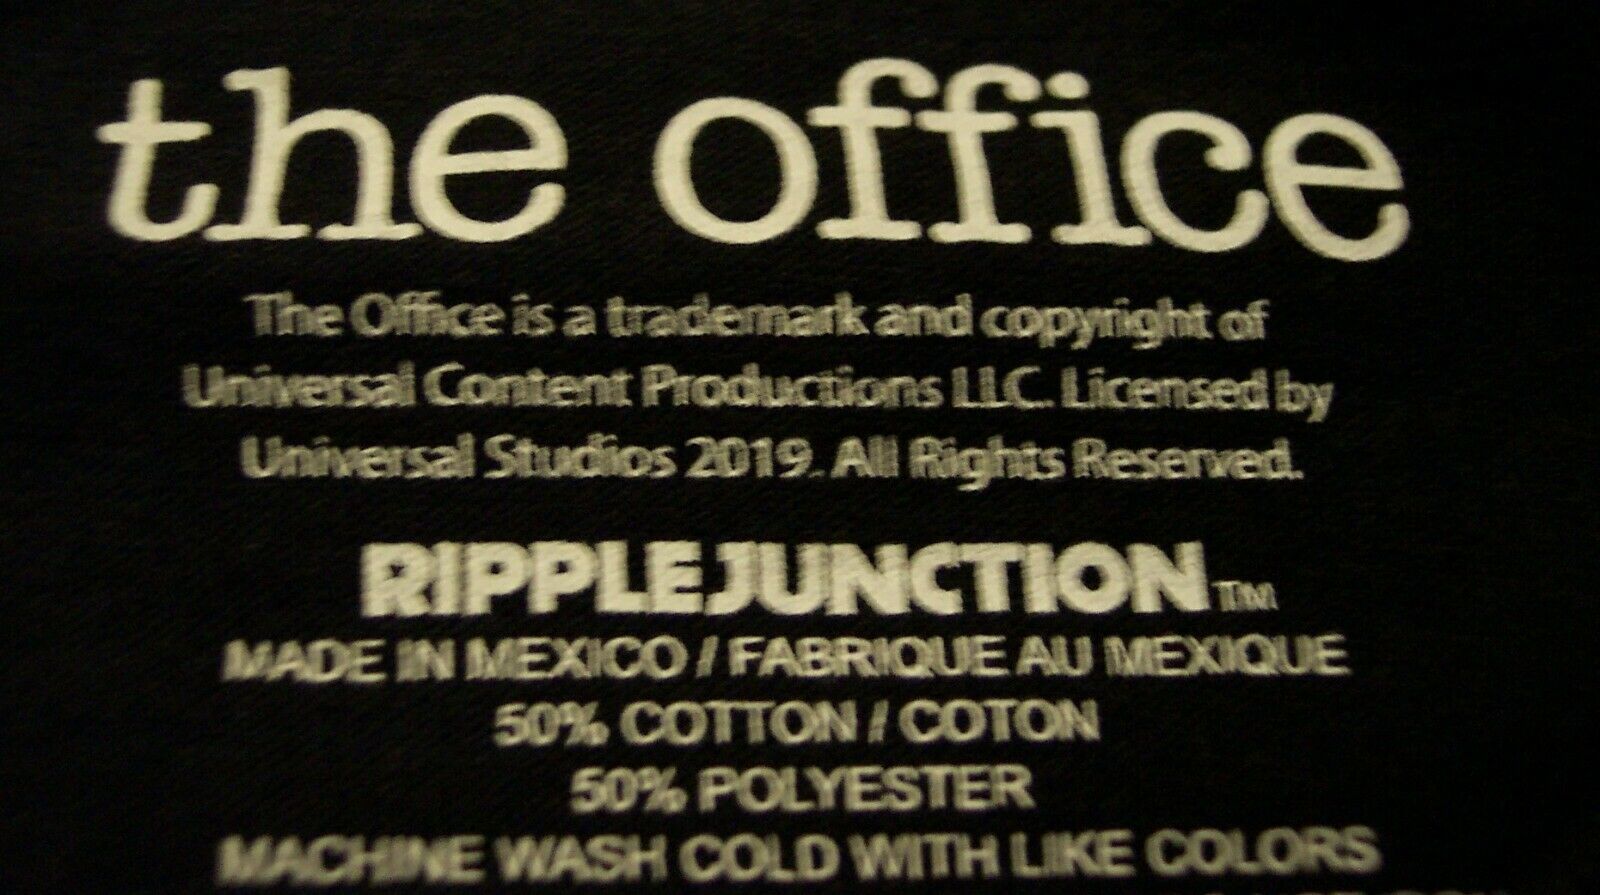 the office
The Office is a trademark and copyright of
Universal Content Productions LLC. Licensed by
Universal Studios 2019. All Rights Reserved.
RIPPLE JUNCTION TM
MADE IN MEXICO / FABRIQUE AU MEXIQUE
50% COTTON / COTON
50% POLYESTER
MACHINE WASH COLD WITH LIKE COLORS